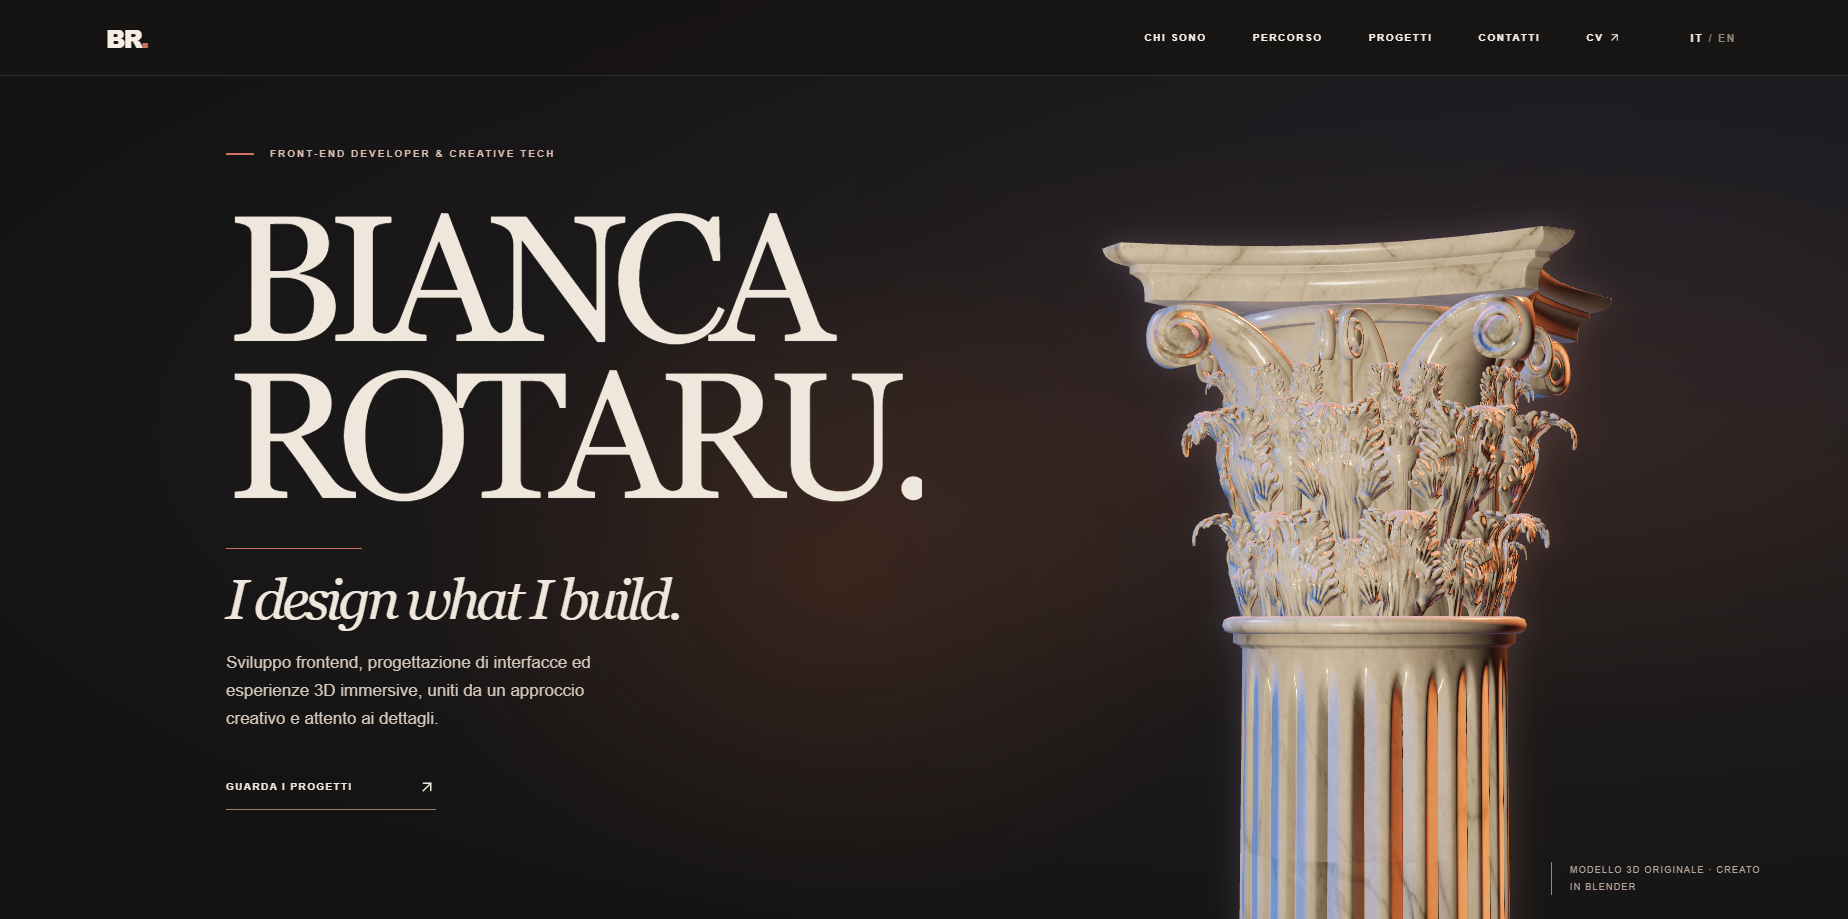 BR.
CHI SONO PERCORSO PROGETTI CONTATTI CV IT / EN
FRONT-END DEVELOPER & CREATIVE TECH
BIANCA
ROTARU.
I design what I build.
Sviluppo frontend, progettazione di interfacce ed
esperienze 3D immersive, uniti da un approccio
creativo e attento ai dettagli.
GUARDA I PROGETTI
MODELLO 3D ORIGINALE · CREATO
IN BLENDER